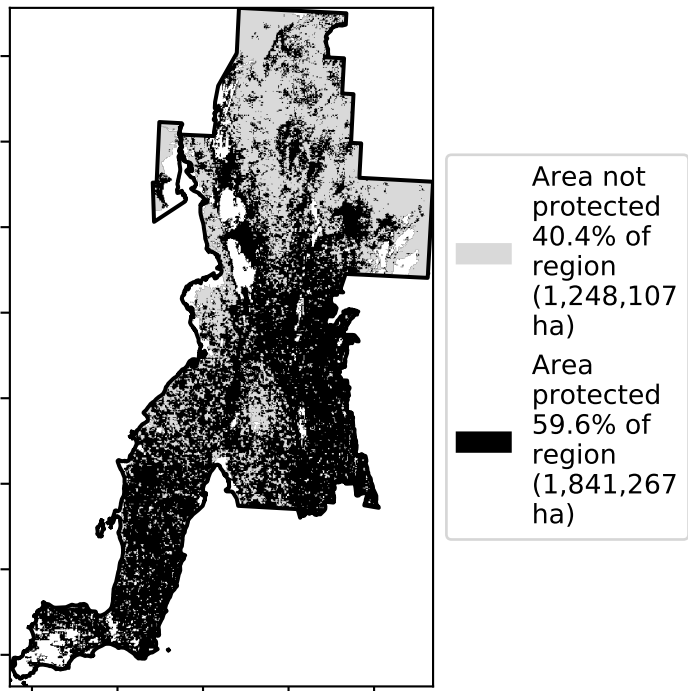 Area not
protected
40.4% of
region
(1,248,107
ha)
Area
protected
59.6% of
region
(1,841,267
ha)